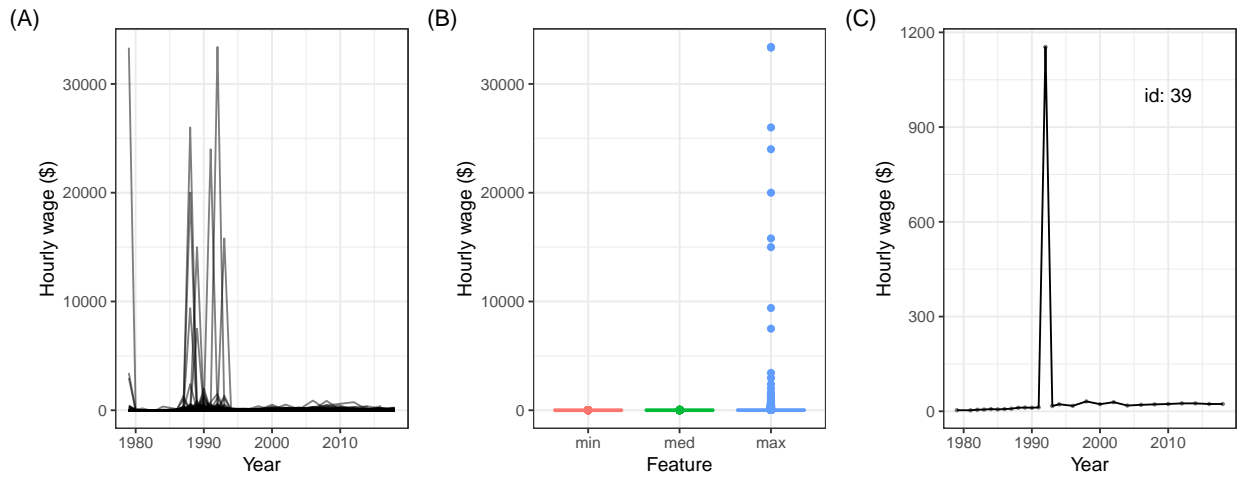 (A)
Hourly wage ($)
30000
20000
10000
0
1980 1990 2000 2010
Year
(B)
Hourly wage ($)
30000
20000
10000
0
min med max
Feature
(C)
Hourly wage ($)
1200
900
600
300
0
id: 39
1980 1990 2000 2010
Year